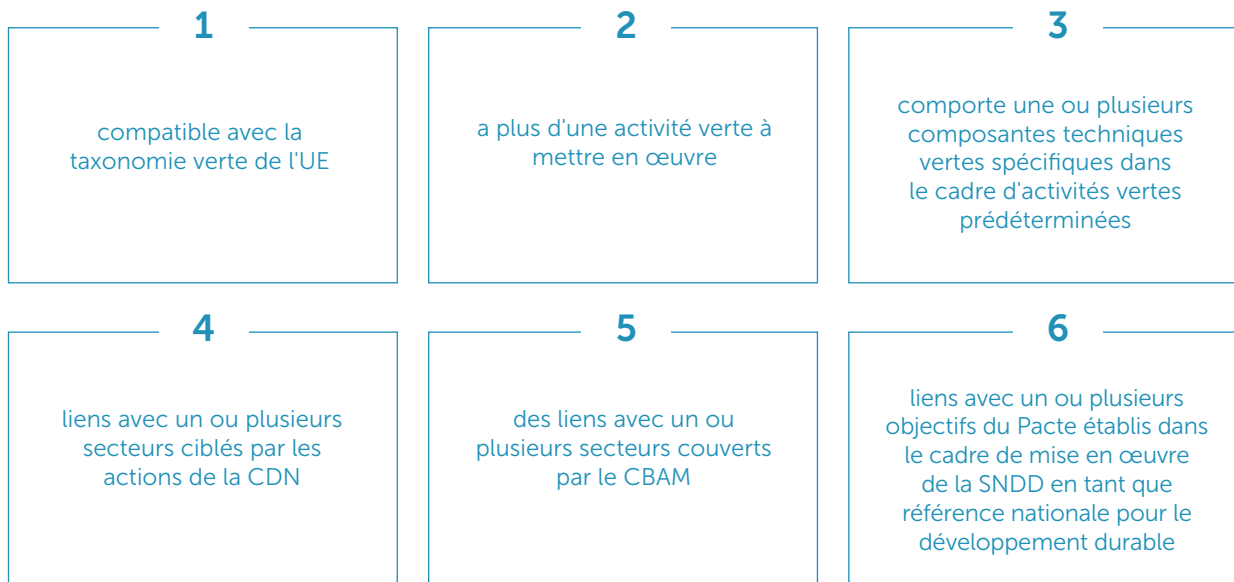 1
compatible avec la
taxonomie verte de l'UE
2
a plus d'une activité verte à
mettre en œuvre
3
comporte une ou plusieurs
composantes techniques
vertes spécifiques dans
le cadre d'activités vertes
prédéterminées
4
liens avec un ou plusieurs
secteurs ciblés par les
actions de la CDN
5
des liens avec un ou
plusieurs secteurs couverts
par le CBAM
6
liens avec un ou plusieurs
objectifs du Pacte établis dans
le cadre de mise en œuvre
de la SNDD en tant que
référence nationale pour le
développement durable